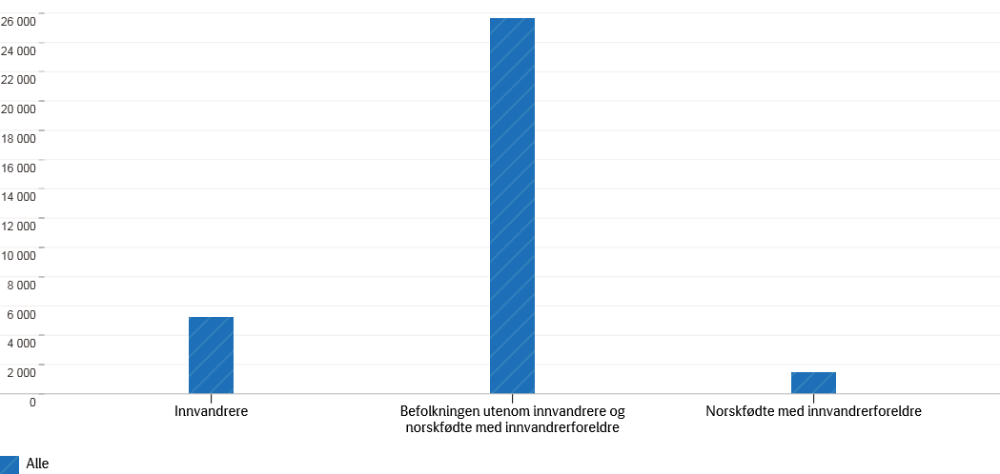 26 000
24 000
22 000
20 000
18 000
16 000
14 000
12 000
10 000
8 000
6 000
4 000
2 000
0
Innvandrere
Befolkningen utenom innvandrere og
norskfødte med innvandrerforeldre
Norskfødte med innvandrerforeldre
Alle